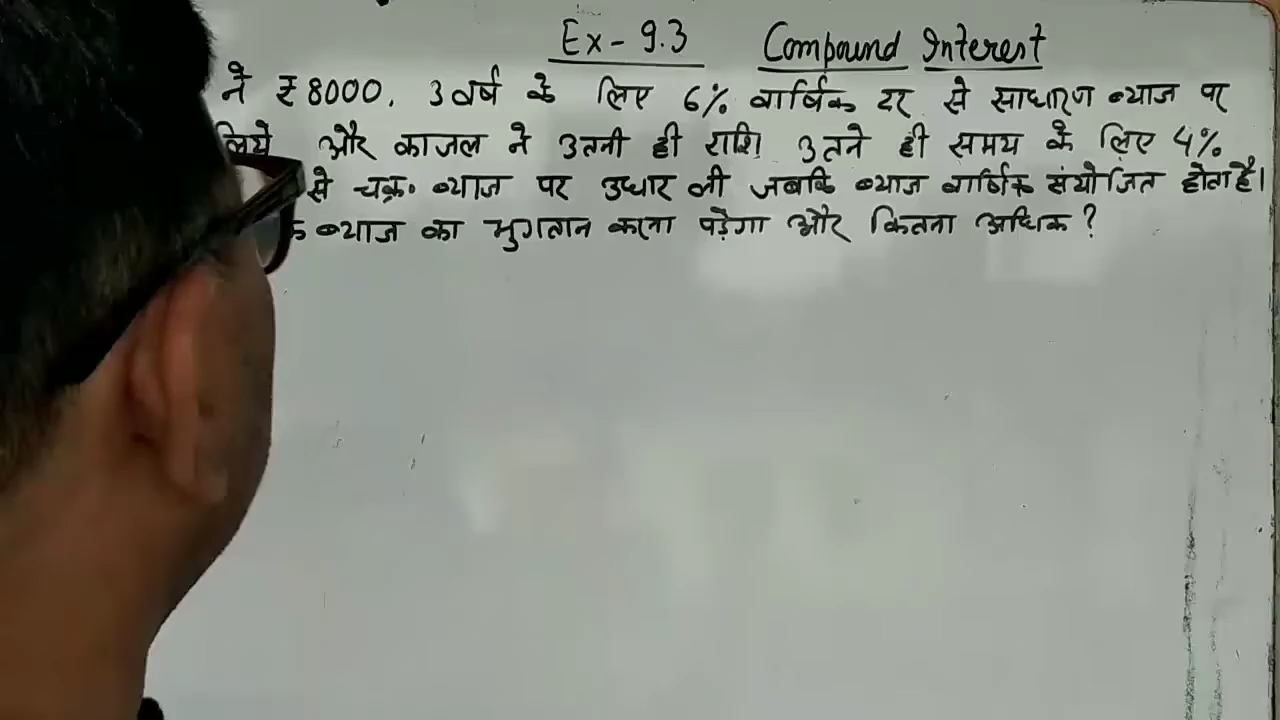 Ex - 9.3 Compound Interest
ने ₹ 8000, 3 वर्ष के लिए 6% वार्षिक दर से साधारण ब्याज पर
लिये और काजल ने उतनी ही राशि उतने ही समय के लिए 4%
से चक्र. ब्याज पर उधार ली जबकि ब्याज वार्षिक संयोजित होता है।
ब्याज का भुगतान करना पड़ेगा और कितना अधिक ?